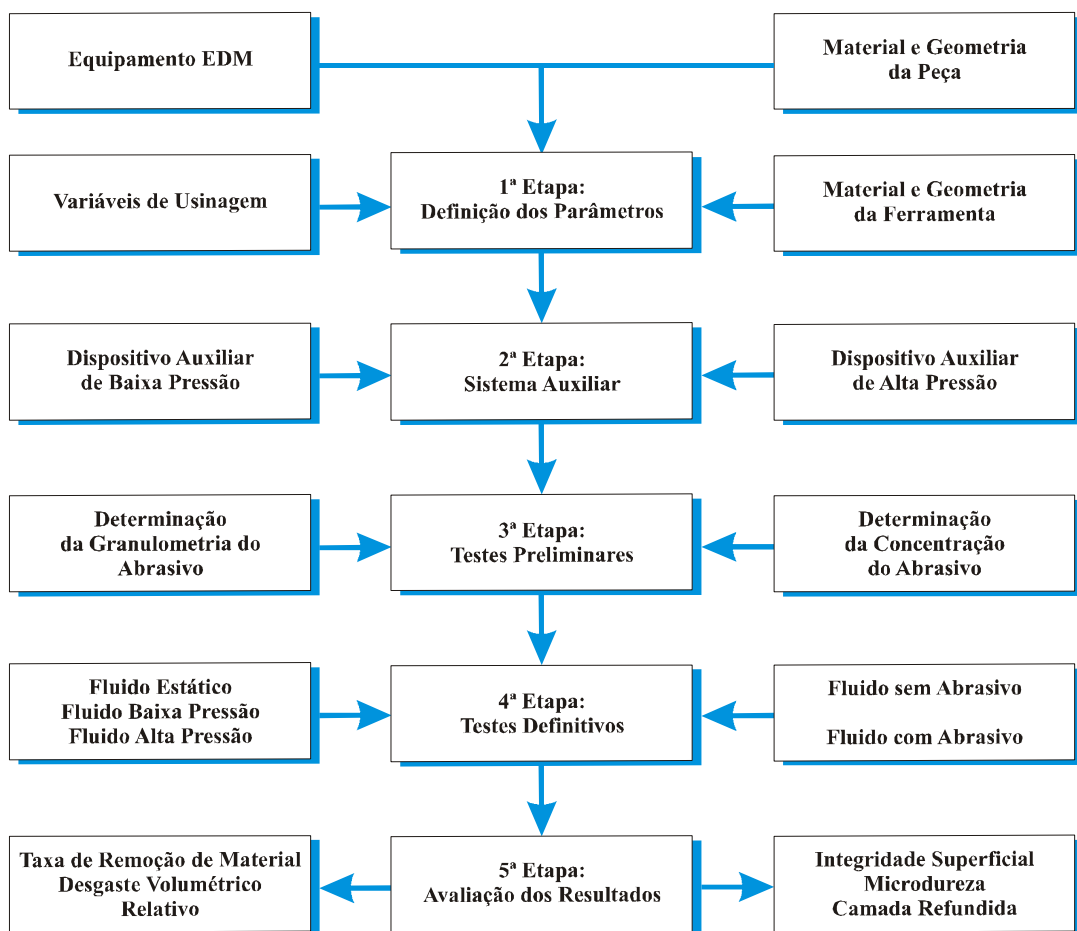 Equipamento EDM
Material e Geometria
da Peça
Variáveis de Usinagem
1ª Etapa:
Definição dos Parâmetros
Material e Geometria
da Ferramenta
Dispositivo Auxiliar
de Baixa Pressão
2ª Etapa:
Sistema Auxiliar
Dispositivo Auxiliar
de Alta Pressão
Determinação
da Granulometria do
Abrasivo
3ª Etapa:
Testes Preliminares
Determinação
da Concentração
do Abrasivo
Fluido Estático
Fluido Baixa Pressão
Fluido Alta Pressão
4ª Etapa:
Testes Definitivos
Fluido sem Abrasivo
Fluido com Abrasivo
Taxa de Remoção de Material
Desgaste Volumétrico
Relativo
5ª Etapa:
Avaliação dos Resultados
Integridade Superficial
Microdureza
Camada Refundida